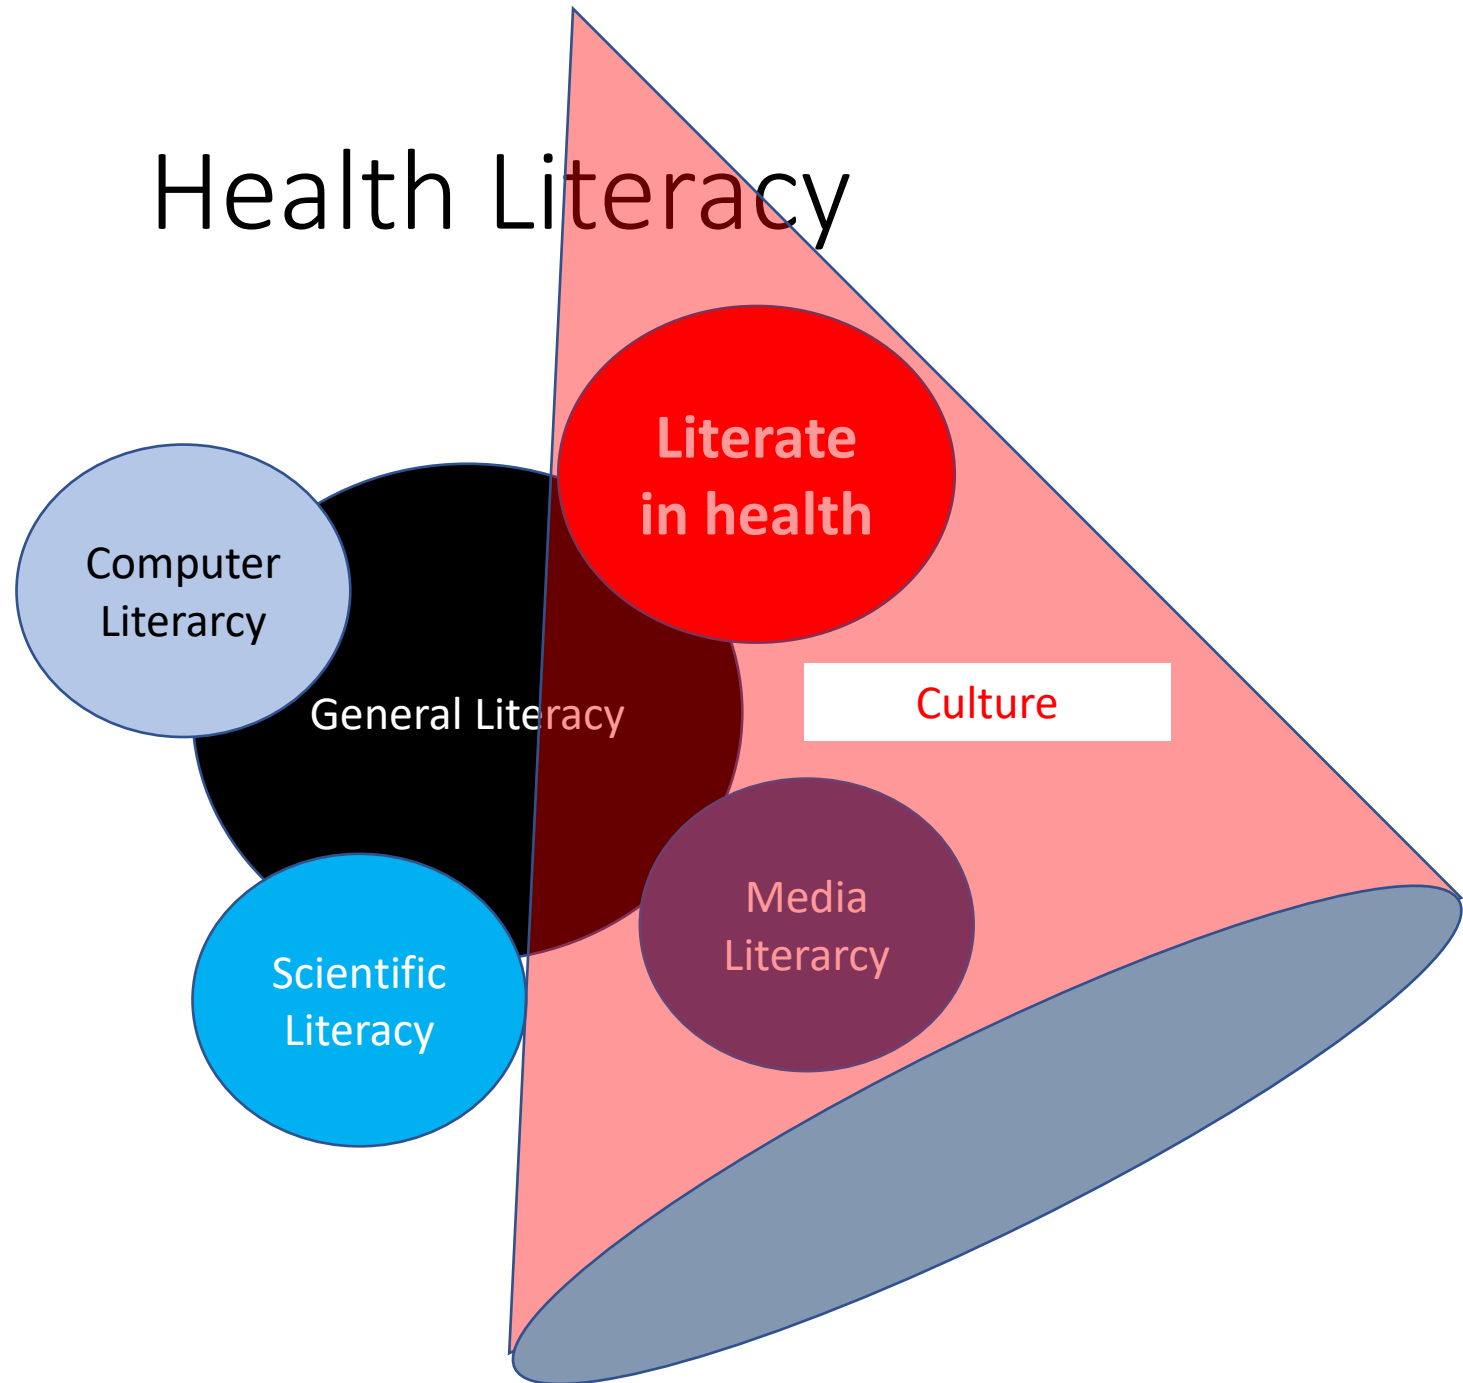 Health Literacy
Literate
in health
Computer
Literarcy
General Literacy
Culture
Media
Literarcy
Scientific
Literacy